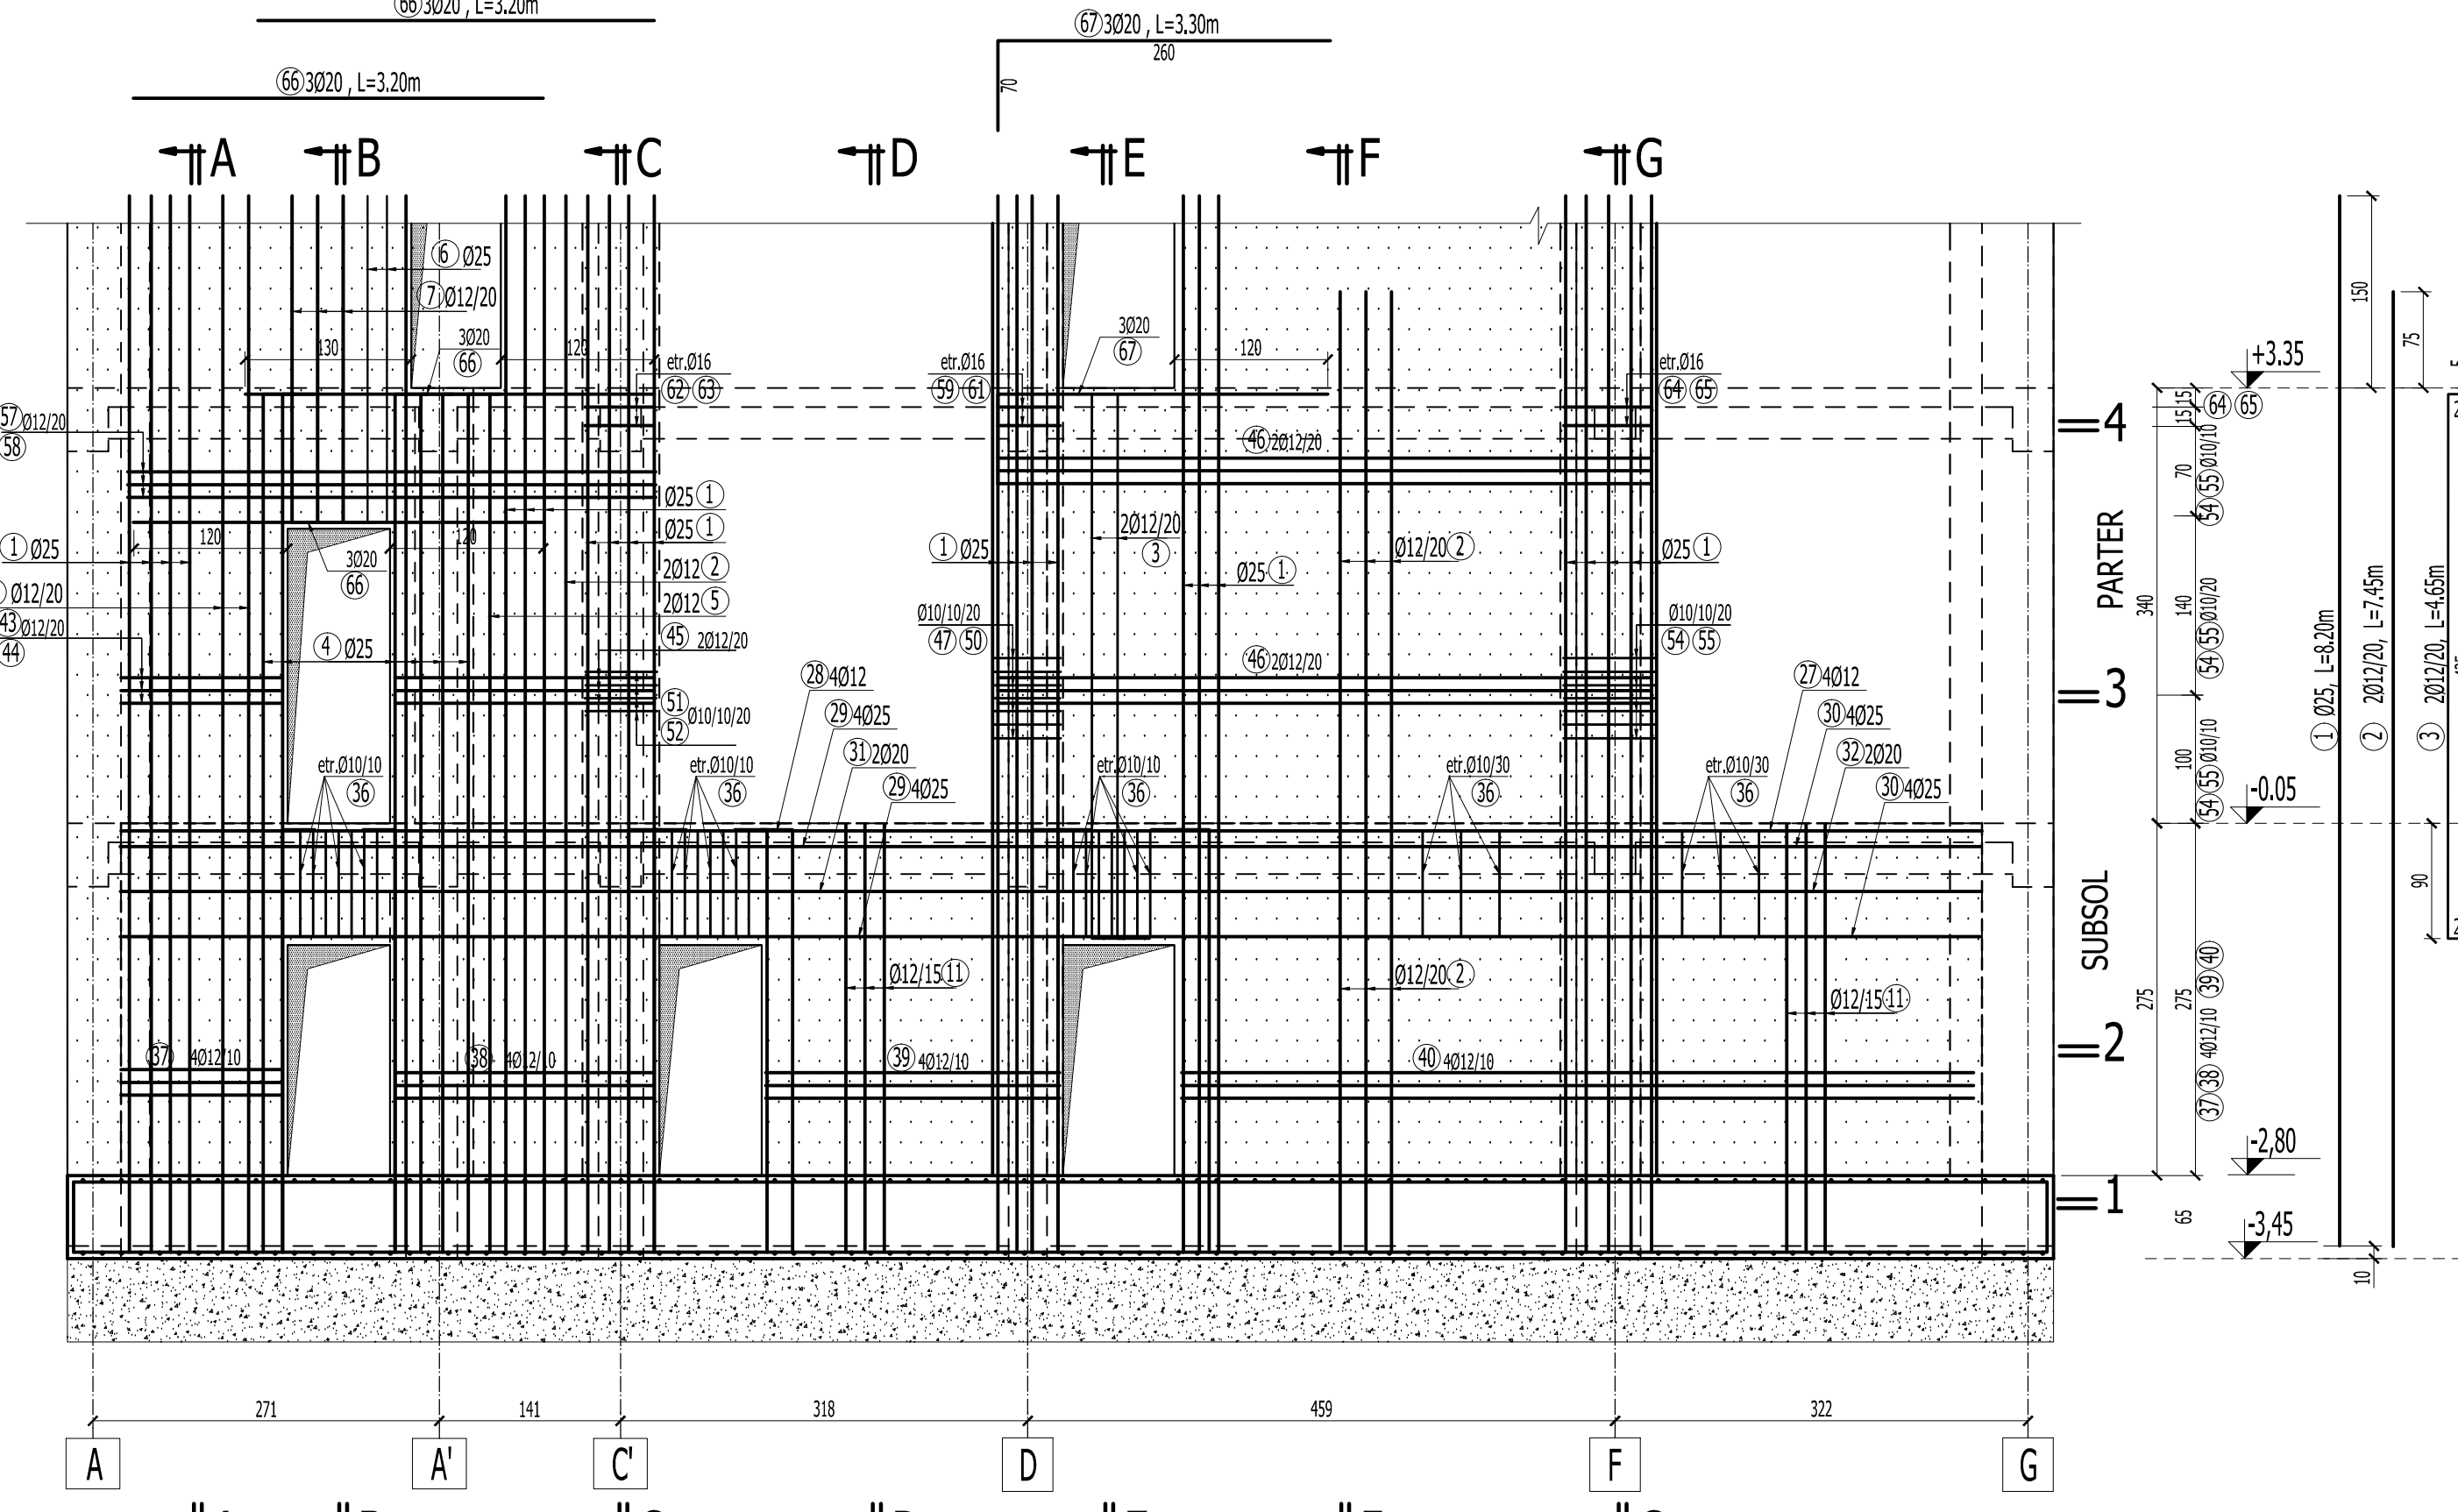 66 3Ø20 , L=3.20m
67 3Ø20 , L=3.30m
260
70
66 3Ø20 , L=3.20m
A B C D E F G
6 Ø25
7 Ø12/20
3Ø20
66
130
120
etr.Ø16
62 63
etr.Ø16
59 61
3Ø20
67
120
etr.Ø16
64 65
57 Ø12/20
58
46 2Ø12/20
Ø25 1
Ø25 1
120
120
3Ø20
66
1 Ø25
2Ø12 2
2Ø12 5
1 Ø25
2Ø12/20
3
Ø25 1
Ø12/20 2
Ø25 1
Ø12/20
43 Ø12/20
44
4 Ø25
45 2Ø12/20
Ø10/10/20
47 50
46 2Ø12/20
Ø10/10/20
54 55
51
52 Ø10/10/20
28 4Ø12
29 4Ø25
31 2Ø20
29 4Ø25
27 4Ø12
30 4Ø25
32 2Ø20
30 4Ø25
etr.Ø10/10
36
etr.Ø10/10
36
etr.Ø10/10
36
etr.Ø10/30
36
etr.Ø10/30
36
Ø12/15 11
Ø12/20 2
Ø12/15 11
37 4Ø12/10
38 4Ø12/10
39 4Ø12/10
40 4Ø12/10
4
3
2
1
PARTER
SUBSOL
340
275
15
15
64 65
70
54 55 Ø10/10
140
54 55 Ø10/20
100
54 55 Ø10/10
275
37 38 4Ø12/10 39 40
65
+3.35
-0.05
-2,80
-3,45
1 Ø25, L=8.20m
150
10
2 2Ø12/20, L=7.45m
75
3 2Ø12/20, L=4.65m
90
271 141 318 459 322
A A' C' D F G